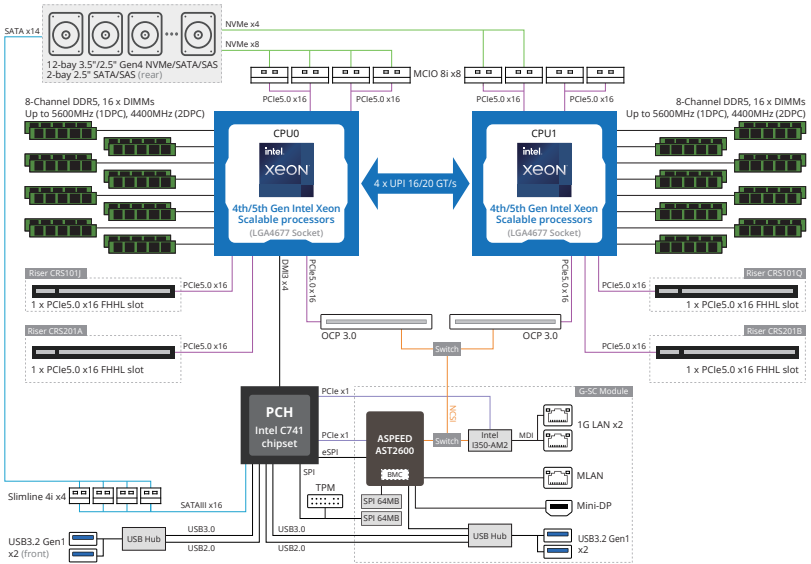 SATA x14
NVMe x4
NVMe x8
12-bay 3.5"/2.5" Gen4 NVMe/SATA/SAS
2-bay 2.5" SATA/SAS (rear)
MCIO 8i x8
PCIe5.0 x16
PCIe5.0 x16
PCIe5.0 x16
PCIe5.0 x16
8-Channel DDR5, 16 x DIMMs
Up to 5600MHz (1DPC), 4400MHz (2DPC)
8-Channel DDR5, 16 x DIMMs
Up to 5600MHz (1DPC), 4400MHz (2DPC)
CPU0
intel.
xeon
4th/5th Gen Intel Xeon
Scalable processors
(LGA4677 Socket)
4 x UPI 16/20 GT/s
CPU1
intel.
xeon
4th/5th Gen Intel Xeon
Scalable processors
(LGA4677 Socket)
Riser CRS101J
PCIe5.0 x16
1 x PCIe5.0 x16 FHHL slot
DMI3 x4
PCIe5.0 x16
PCIe5.0 x16
Riser CRS101Q
PCIe5.0 x16
1 x PCIe5.0 x16 FHHL slot
Riser CRS201A
PCIe5.0 x16
1 x PCIe5.0 x16 FHHL slot
OCP 3.0
OCP 3.0
Switch
Riser CRS201B
PCIe5.0 x16
1 x PCIe5.0 x16 FHHL slot
PCH
Intel C741
chipset
PCIe x1
PCIe x1
eSPI
SPI
G-SC Module
NCSI
ASPEED
AST2600
BMC
Switch
Intel
i350-AM2
MDI
1G LAN x2
MLAN
Mini-DP
TPM
SPI 64MB
SPI 64MB
Slimline 4i x4
SATAIII x16
USB3.2 Gen1
x2 (front)
USB Hub
USB3.0
USB2.0
USB3.0
USB2.0
USB Hub
USB3.2 Gen1
x2